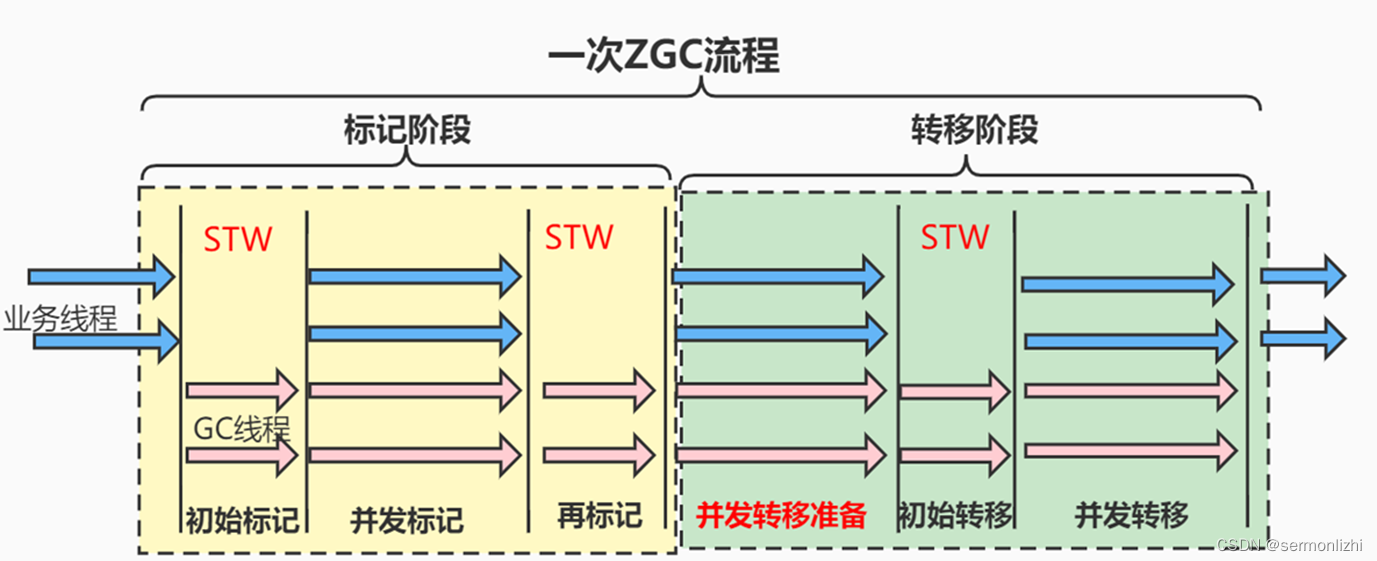 一次ZGC流程
标记阶段
转移阶段
STW
STW
STW
业务线程
GC线程
初始标记
并发标记
再标记
并发转移准备
初始转移
并发转移
CSDN @sermonlizhi